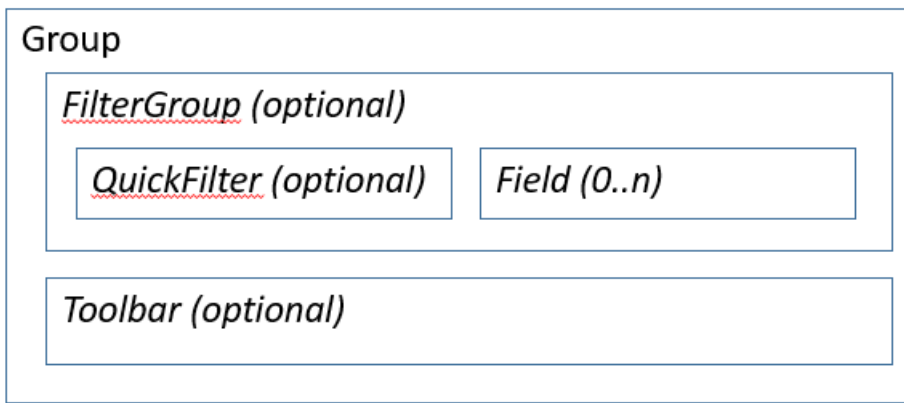 Group
FilterGroup (optional)
QuickFilter (optional)
Field (0..n)
Toolbar (optional)